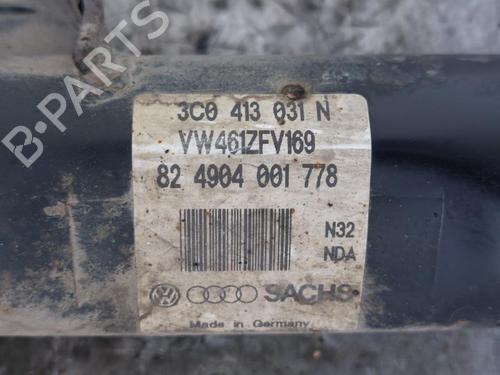 3C0 413 031 N
VW461ZFV169
82 4904 001 778
N32
NDA
SACHS
Made in Germany
B-PARTS